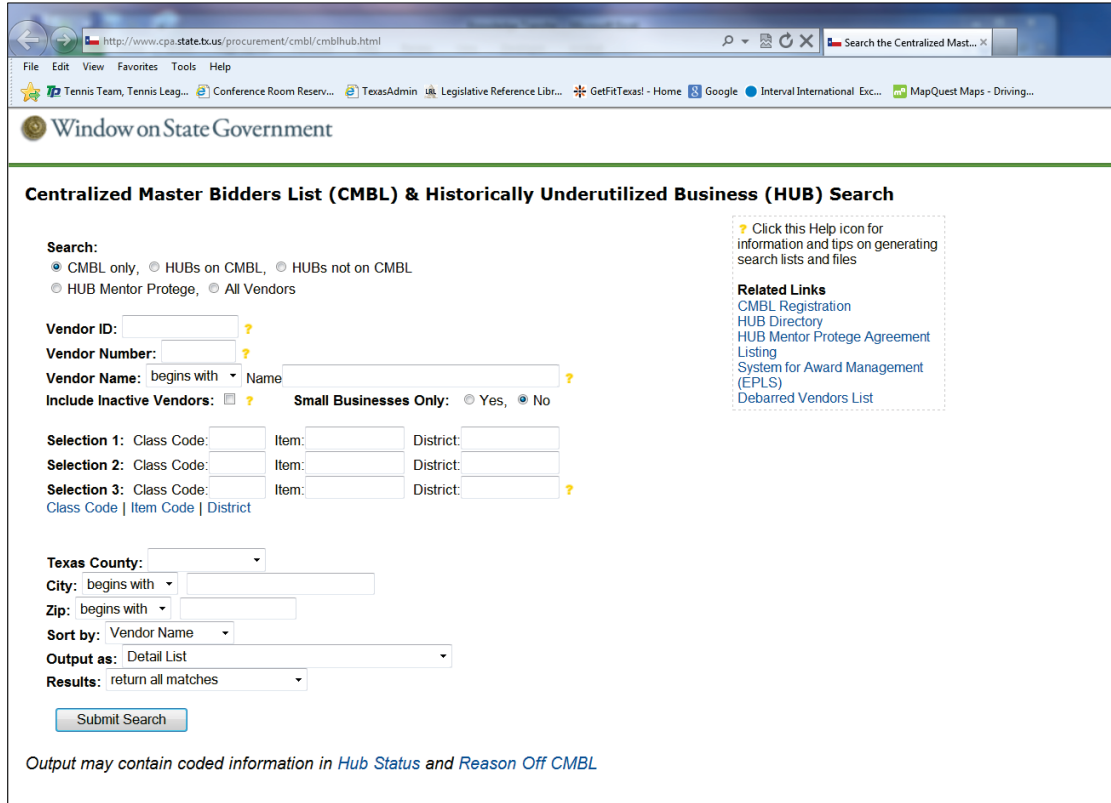 http://www.cpa.state.tx.us/procurement/cmbl/cmblhub.html
Search the Centralized Mast...
File Edit View Favorites Tools Help
Tennis Team, Tennis Leag... Conference Room Reserv... TexasAdmin Legislative Reference Libr... GetFitTexas! - Home Google Interval International Exc... MapQuest Maps - Driving...
Window on State Government
Centralized Master Bidders List (CMBL) & Historically Underutilized Business (HUB) Search
Search:
CMBL only, HUBs on CMBL, HUBs not on CMBL
HUB Mentor Protege, All Vendors
Vendor ID: ?
Vendor Number: ?
Vendor Name: begins with Name ?
Include Inactive Vendors: ? Small Businesses Only: Yes, No
Selection 1: Class Code: Item: District:
Selection 2: Class Code: Item: District:
Selection 3: Class Code: Item: District: ?
Class Code | Item Code | District
Texas County:
City: begins with
Zip: begins with
Sort by: Vendor Name
Output as: Detail List
Results: return all matches
Submit Search
Output may contain coded information in Hub Status and Reason Off CMBL
? Click this Help icon for
information and tips on generating
search lists and files
Related Links
CMBL Registration
HUB Directory
HUB Mentor Protege Agreement
Listing
System for Award Management
(EPLS)
Debarred Vendors List